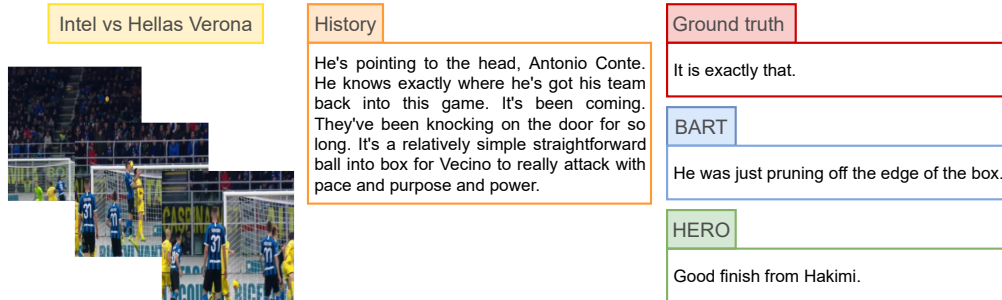 Intel vs Hellas Verona
History
He's pointing to the head, Antonio Conte.
He knows exactly where he's got his team
back into this game. It's been coming.
They've been knocking on the door for so
long. It's a relatively simple straightforward
ball into box for Vecino to really attack with
pace and purpose and power.
Ground truth
It is exactly that.
BART
He was just pruning off the edge of the box.
HERO
Good finish from Hakimi.
31
11
31
11